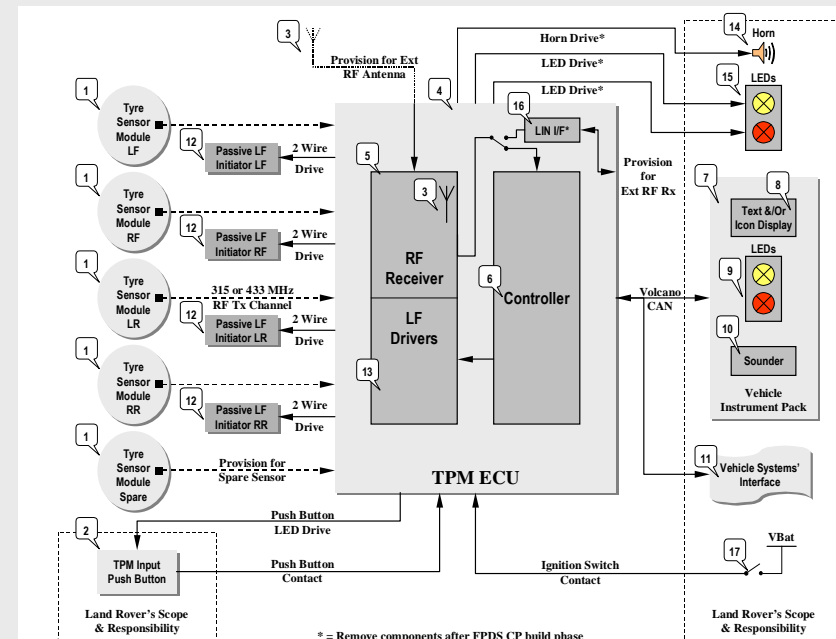 14
Horn
3
Horn Drive*
Provision for Ext
RF Antenna
LED Drive*
15
LEDs
1
LED Drive*
4
Tyre
Sensor
Module
LF
16
LIN I/F*
12
Passive LF
Initiator LF
2 Wire
Drive
5
Provision
for
Ext RF Rx
1
7
8
3
Text &/Or
Icon Display
Tyre
Sensor
Module
RF
12
Passive LF
Initiator RF
2 Wire
Drive
LEDs
RF
Receiver
9
1
6
Controller
Tyre
Sensor
Module
LR
315 or 433 MHz
RF Tx Channel
Volcano
CAN
12
Passive LF
Initiator LR
2 Wire
Drive
LF
Drivers
10
Sounder
1
13
Tyre
Sensor
Module
RR
12
Passive LF
Initiator RR
2 Wire
Drive
Vehicle
Instrument Pack
1
Tyre
Sensor
Module
Spare
Provision for
Spare Sensor
TPM ECU
11
Vehicle Systems'
Interface
Push Button
LED Drive
2
TPM Input
Push Button
Push Button
Contact
Ignition Switch
Contact
17
VBat
Land Rover's Scope
& Responsibility
Land Rover's Scope
& Responsibility
* = Remove components after FPDS CP build phase